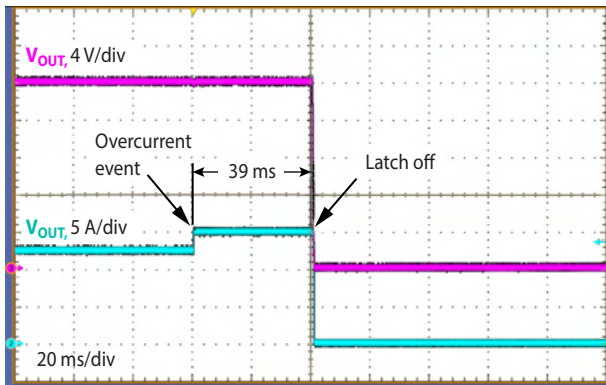 VOUT, 4 V/div
Overcurrent
event
39 ms
Latch off
VOUT, 5 A/div
20 ms/div